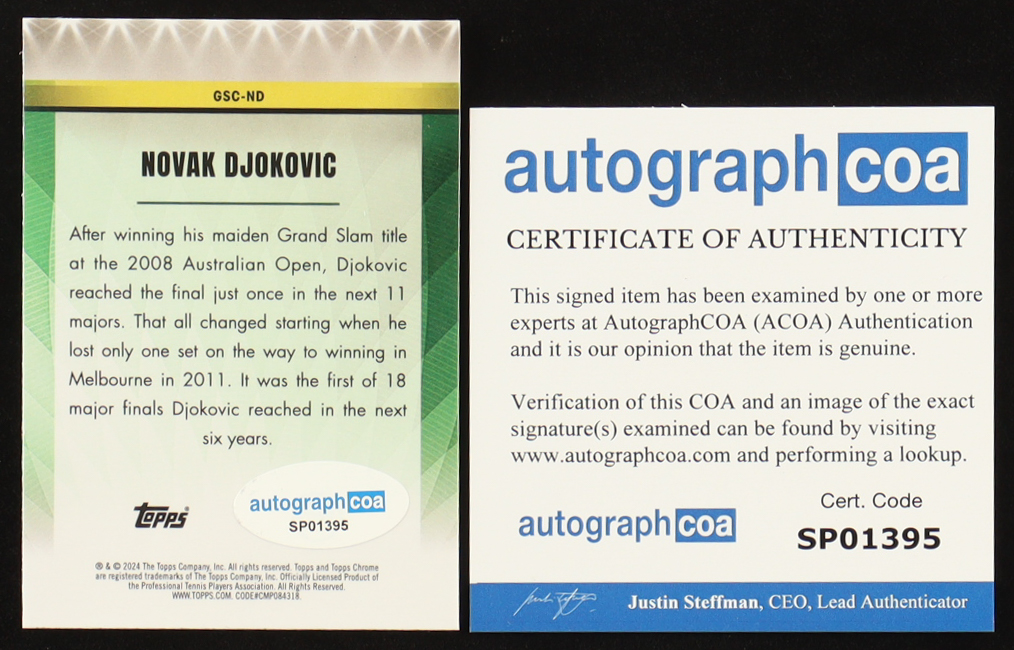 GSC-ND
NOVAK DJOKOVIC
After winning his maiden Grand Slam title
at the 2008 Australian Open, Djokovic
reached the final just once in the next 11
majors. That all changed starting when he
lost only one set on the way to winning in
Melbourne in 2011. It was the first of 18
major finals Djokovic reached in the next
six years.
TOPPS®
autographcoa
SP01395
® & © 2024 The Topps Company, Inc. All rights reserved. Topps and Topps Chrome
are registered trademarks of The Topps Company, Inc. Officially Licensed Product of
the Professional Tennis Players Association. All Rights Reserved.
WWW.TOPPS.COM. CODE#CMP084318.
autographcoa
CERTIFICATE OF AUTHENTICITY
This signed item has been examined by one or more
experts at AutographCOA (ACOA) Authentication
and it is our opinion that the item is genuine.
Verification of this COA and an image of the exact
signature(s) examined can be found by visiting
www.autographcoa.com and performing a lookup.
autographcoa
Cert. Code
SP01395
Justin Steffman, CEO, Lead Authenticator